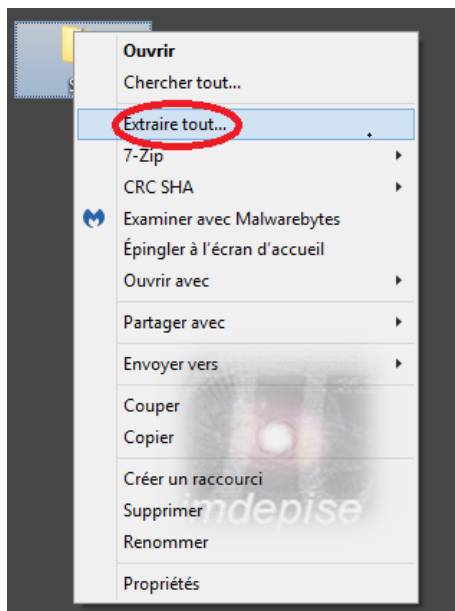 Ouvrir
Chercher tout...
Extraire tout...
7-Zip
CRC SHA
Examiner avec Malwarebytes
Épingler à l'écran d'accueil
Ouvrir avec
Partager avec
Envoyer vers
Couper
Copier
Créer un raccourci
Supprimer
imdepise
Renommer
Propriétés